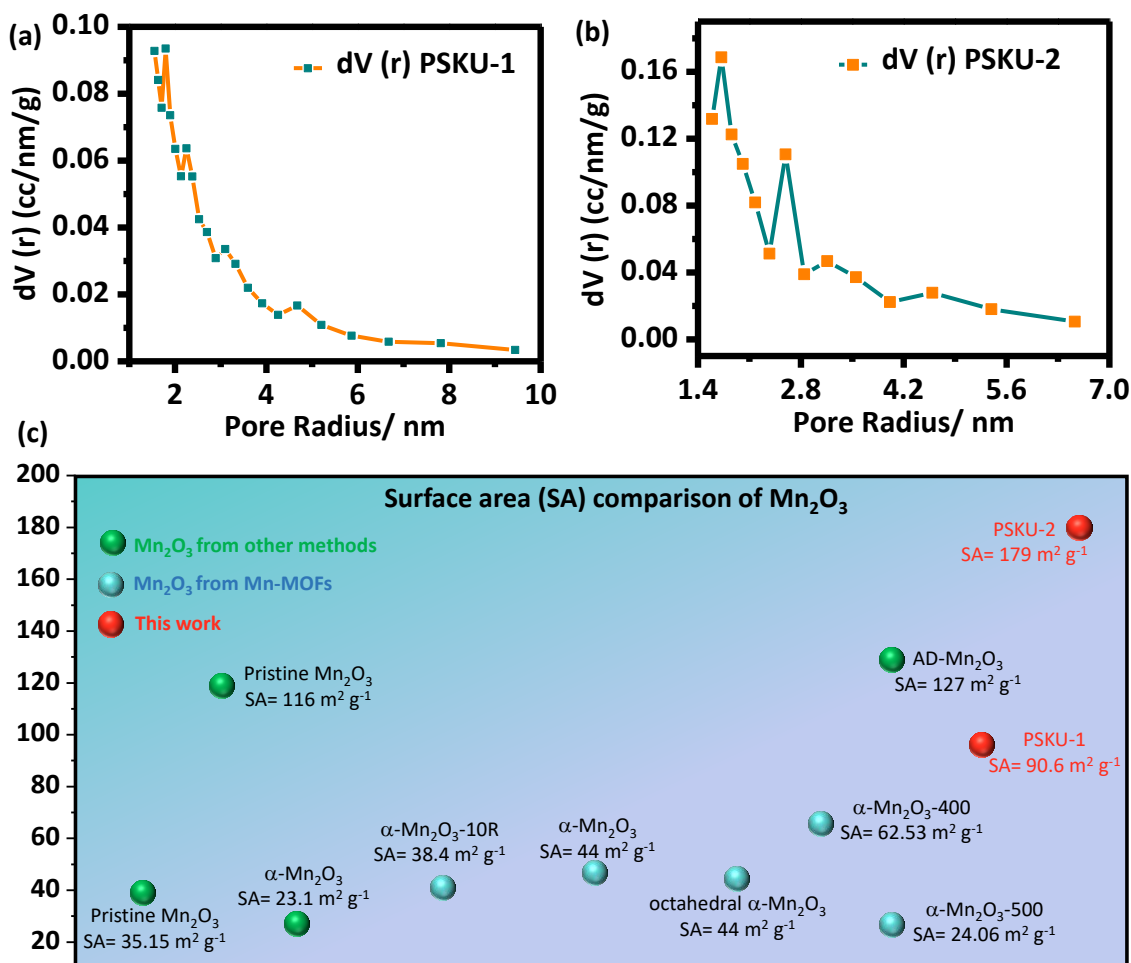 (a)
dV (r) PSKU-1
0.10
0.08
0.06
0.04
0.02
0.00
dV (r) (cc/nm/g)
2 4 6 8 10
Pore Radius/ nm
(b)
dV (r) PSKU-2
0.16
0.12
0.08
0.04
0.00
dV (r) (cc/nm/g)
1.4 2.8 4.2 5.6 7.0
Pore Radius/ nm
(c)
200
180
160
140
120
100
80
60
40
20
Surface area (SA) comparison of Mn₂O₃
Mn₂O₃ from other methods
Mn₂O₃ from Mn-MOFs
This work
PSKU-2
SA= 179 m² g⁻¹
Pristine Mn₂O₃
SA= 116 m² g⁻¹
AD-Mn₂O₃
SA= 127 m² g⁻¹
PSKU-1
SA= 90.6 m² g⁻¹
α-Mn₂O₃-400
SA= 62.53 m² g⁻¹
α-Mn₂O₃-10R
SA= 38.4 m² g⁻¹
α-Mn₂O₃
SA= 44 m² g⁻¹
α-Mn₂O₃
SA= 23.1 m² g⁻¹
octahedral α-Mn₂O₃
SA= 44 m² g⁻¹
Pristine Mn₂O₃
SA= 35.15 m² g⁻¹
α-Mn₂O₃-500
SA= 24.06 m² g⁻¹